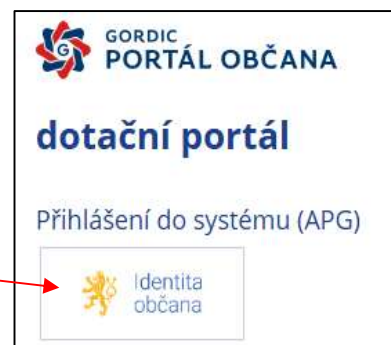 GORDIC
PORTÁL OBČANA
dotační portál
Přihlášení do systému (APG)
Identita
občana